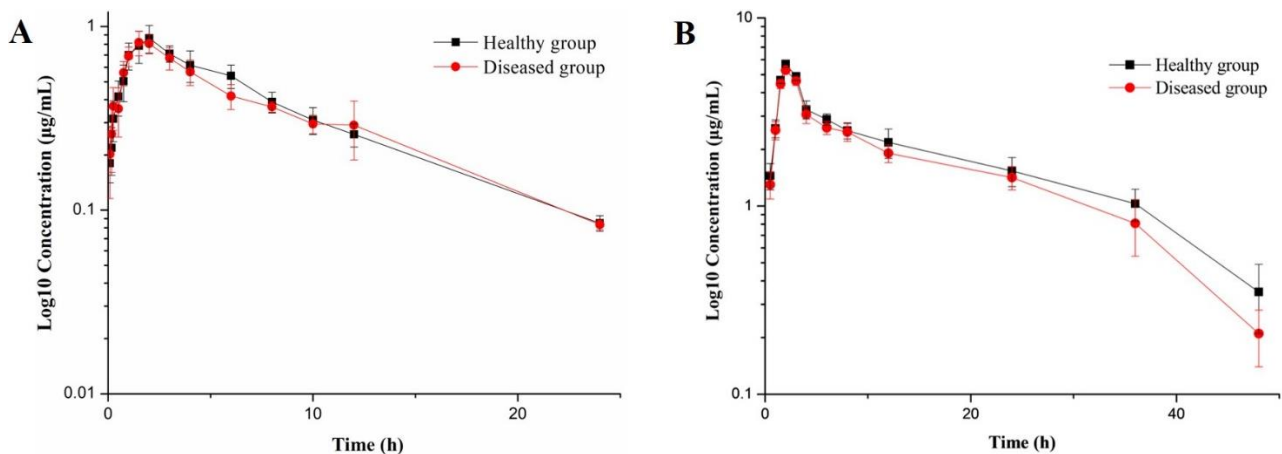 A
Log10 Concentration (μg/mL)
1
0.1
0.01
Healthy group
Diseased group
0
10
20
Time (h)
B
Log10 Concentration (μg/mL)
10
1
0.1
Healthy group
Diseased group
0
20
40
Time (h)